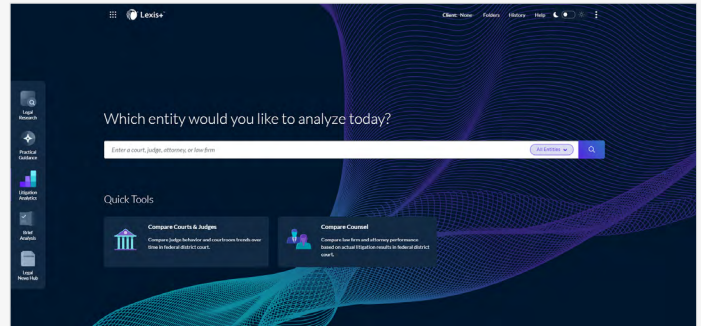 Lexis+
Client: -None- Folders History Help
Legal
Research
Practical
Guidance
Litigation
Analytics
Brief
Analysis
Legal
News Hub
Which entity would you like to analyze today?
Enter a court, judge, attorney, or law firm
All Entities
Quick Tools
Compare Courts & Judges
Compare judge behavior and courtroom trends over
time in federal district court.
Compare Counsel
Compare law firm and attorney performance
based on actual litigation results in federal district
court.